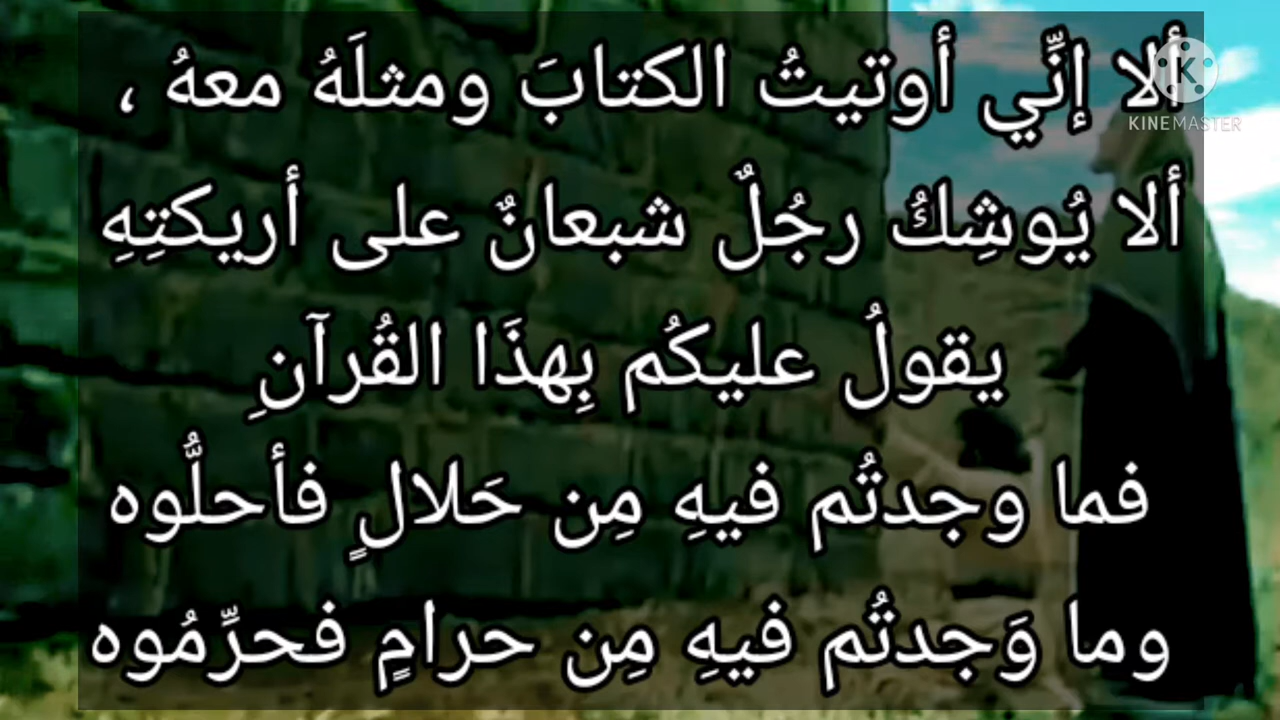 ألا إنِّي أوتيتُ الكتابَ ومثلَهُ معهُ ،
ألا يُوشِكُ رجُلٌ شبعانٌ على أريكتِهِ
يقولُ عليكُم بِهذَا القُرآنِ
فما وجدتُم فيهِ مِن حَلالٍ فأحلُّوه
وما وَجدتُم فيهِ مِن حرامٍ فحرِّمُوه
K
KINEMASTER